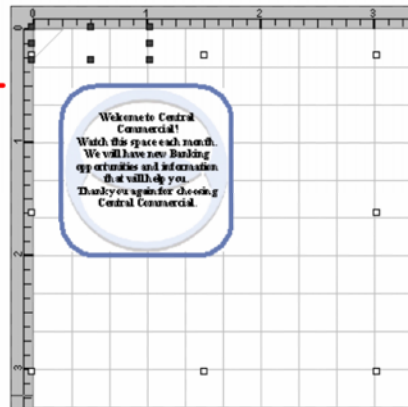 0 1 2 3
Welcome to Central
Commercial!
Watch this space each month.
We will have new Banking
opportunities and information
that will help you.
Thank you again for choosing
Central Commercial.
1
2
3